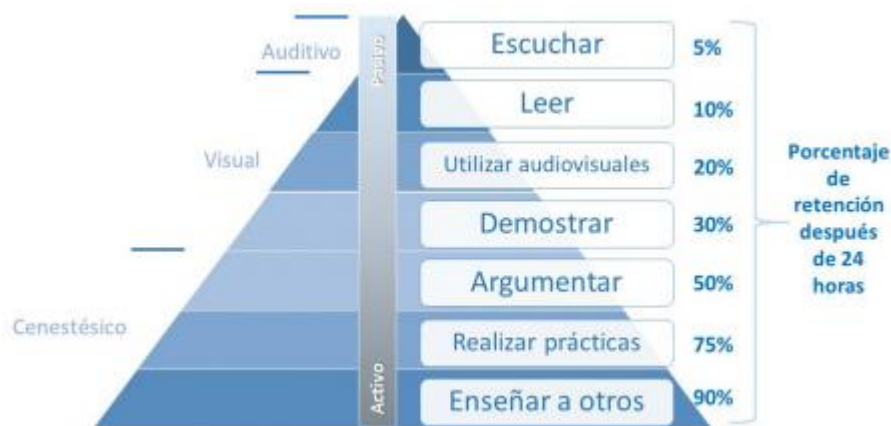 Auditivo
Pasivo
Escuchar
5%
Leer
10%
Visual
Utilizar audiovisuales
20%
Demostrar
30%
Argumentar
50%
Cenestésico
Realizar prácticas
75%
Activo
Enseñar a otros
90%
Porcentaje
de
retención
después
de 24
horas